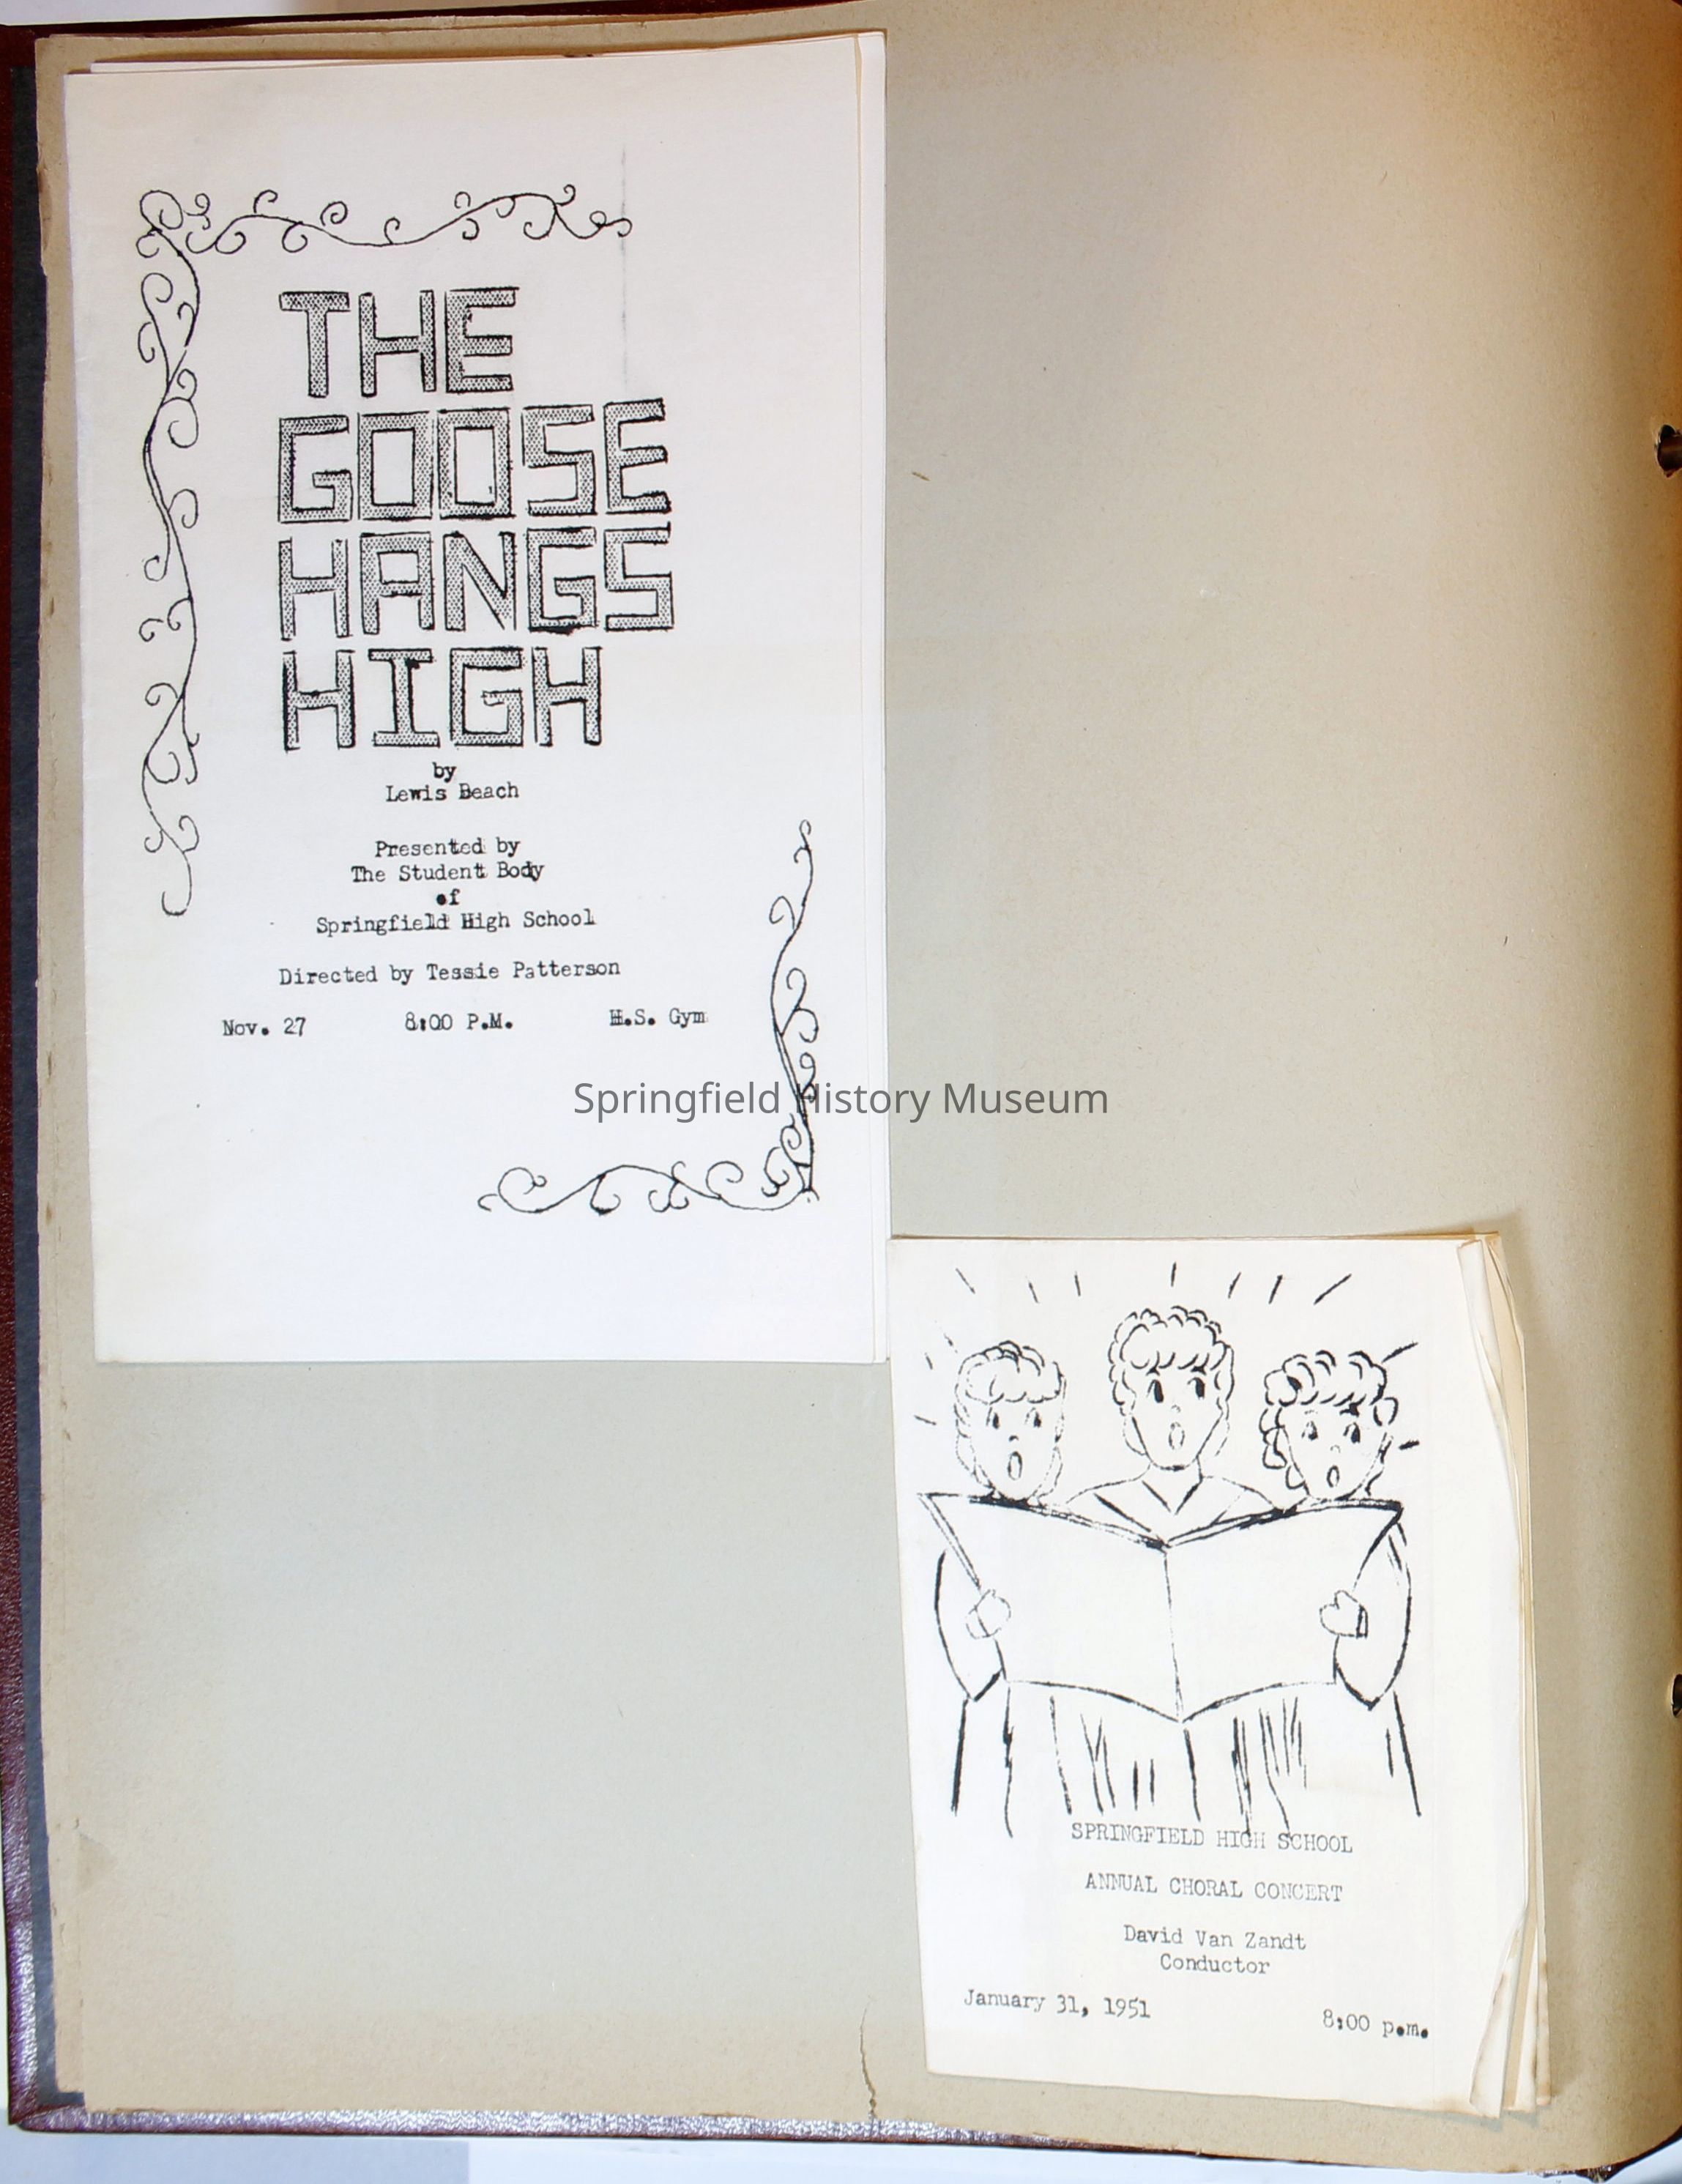 THE
GOOSE
HANGS
HIGH
by
Lewis Beach
Presented by
The Student Body
of
Springfield High School
Directed by Tessie Patterson
Nov. 27 8:00 P.M. H.S. Gym
Springfield History Museum
SPRINGFIELD HIGH SCHOOL
ANNUAL CHORAL CONCERT
David Van Zandt
Conductor
January 31, 1951 8:00 p.m.